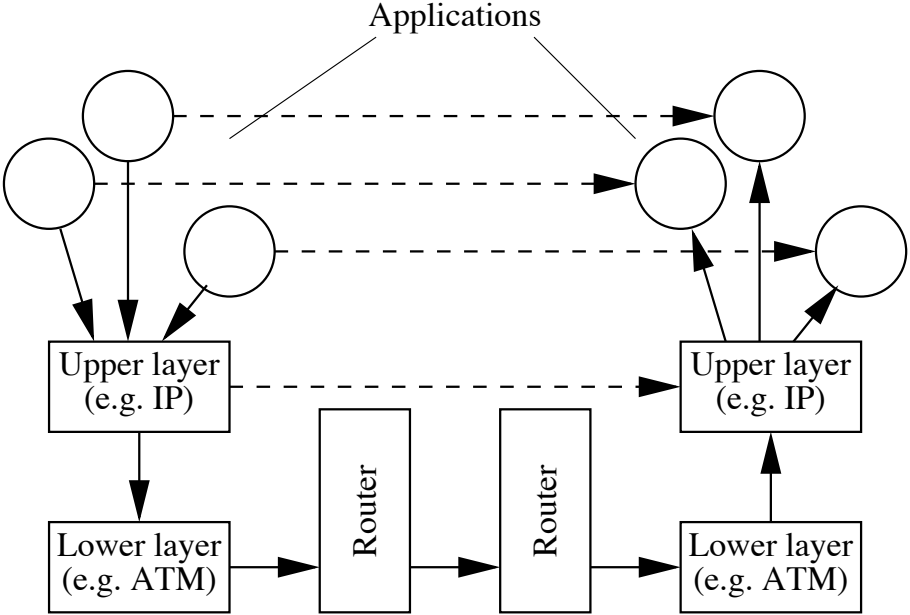 Applications
Upper layer
(e.g. IP)
Upper layer
(e.g. IP)
Router
Router
Lower layer
(e.g. ATM)
Lower layer
(e.g. ATM)